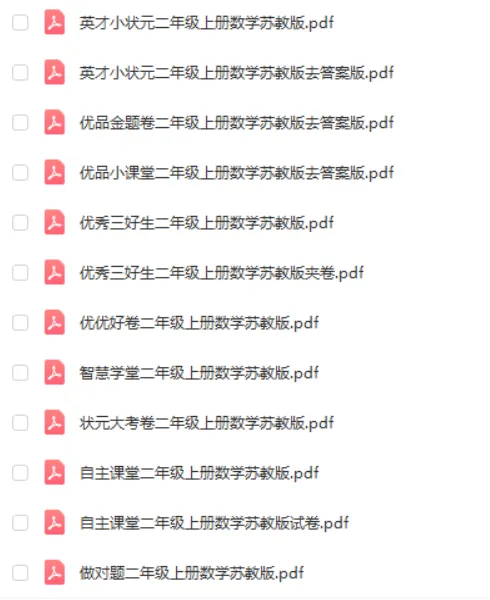 英才小状元二年级上册数学苏教版.pdf
英才小状元二年级上册数学苏教版去答案版.pdf
优品金题卷二年级上册数学苏教版去答案版.pdf
优品小课堂二年级上册数学苏教版去答案版.pdf
优秀三好生二年级上册数学苏教版.pdf
优秀三好生二年级上册数学苏教版夹卷.pdf
优优好卷二年级上册数学苏教版.pdf
智慧学堂二年级上册数学苏教版.pdf
状元大考卷二年级上册数学苏教版.pdf
自主课堂二年级上册数学苏教版.pdf
自主课堂二年级上册数学苏教版试卷.pdf
做对题二年级上册数学苏教版.pdf